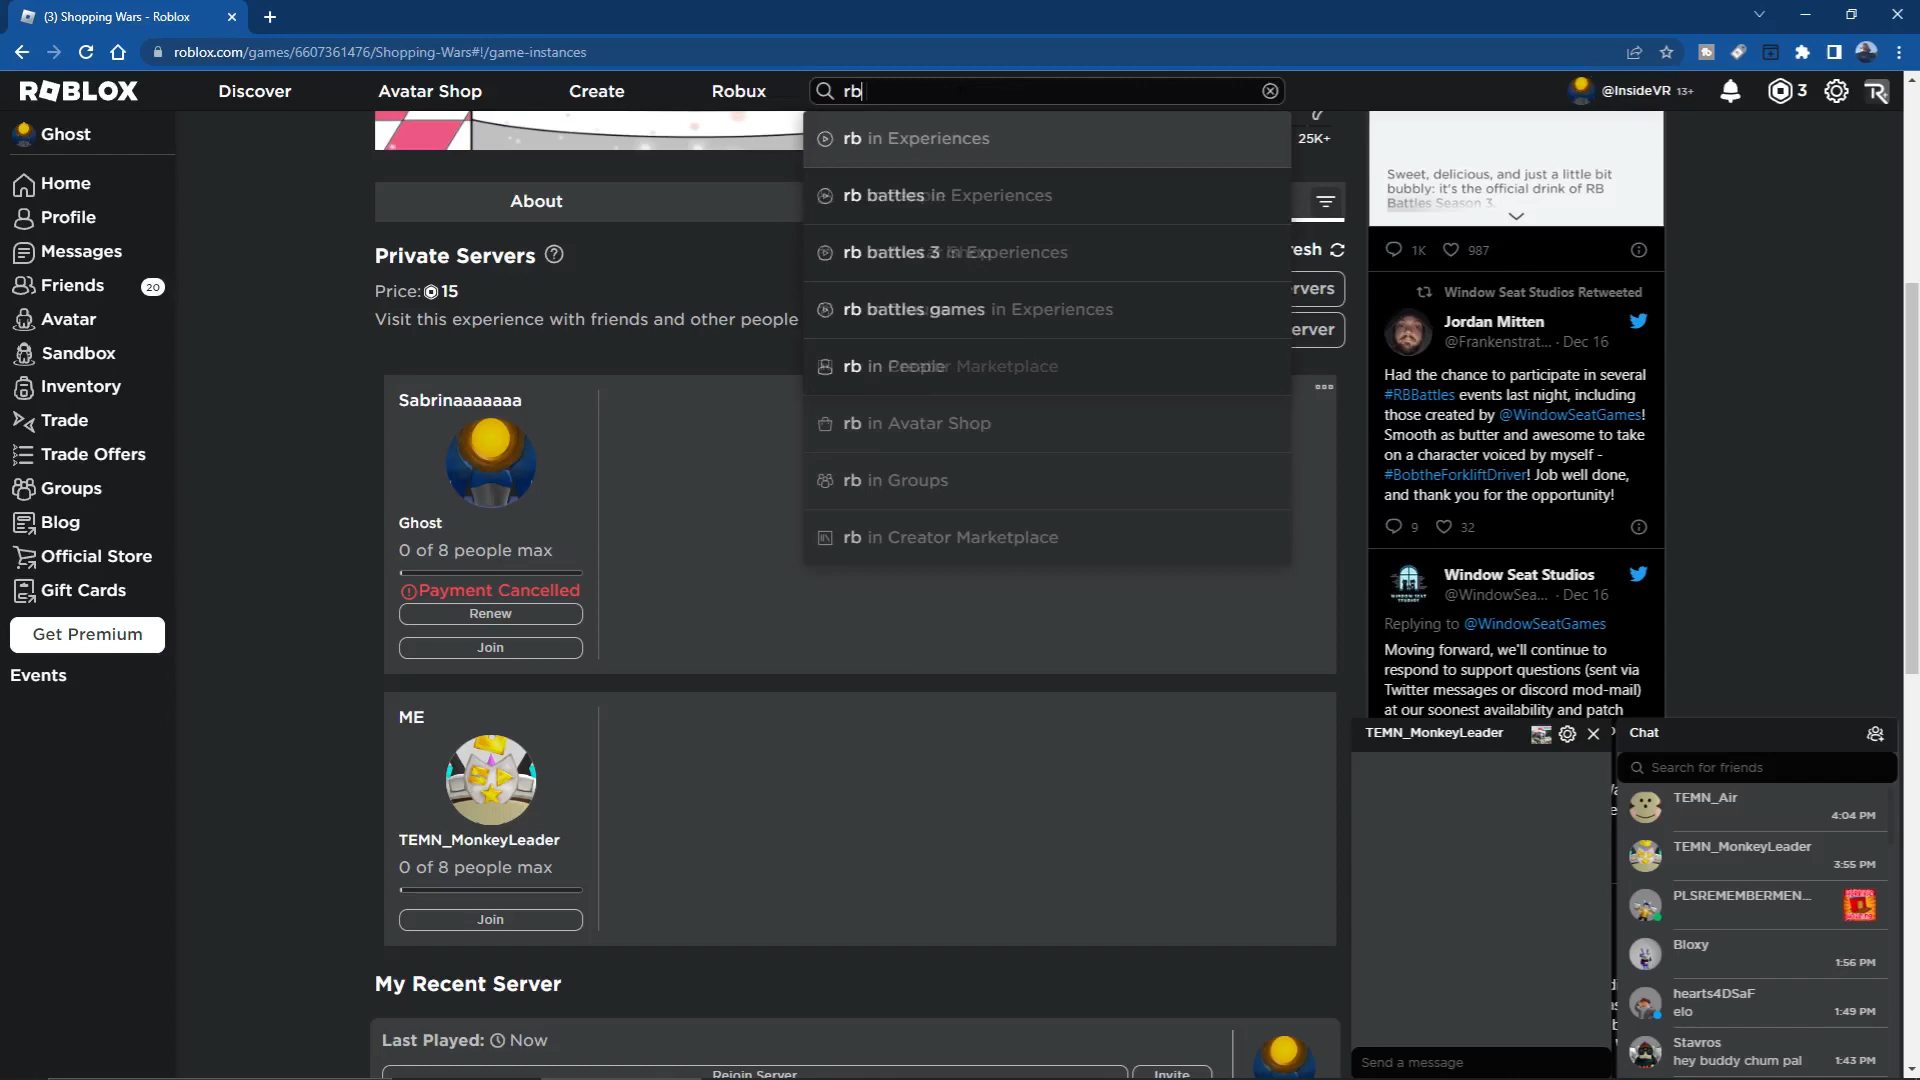 (3) Shopping Wars - Roblox
roblox.com/games/6607361476/Shopping-Wars#!/game-instances
ROBLOX
Discover
Avatar Shop
Create
Robux
rb
@InsideVR 13+
3
Ghost
Home
Profile
Messages
Friends
20
Avatar
Sandbox
Inventory
Trade
Trade Offers
Groups
Blog
Official Store
Gift Cards
Get Premium
Events
rb in Experiences
rb battles in Experiences
rb battles 3 in Experiences
rb battles games in Experiences
rb in People
rb in Avatar Shop
rb in Groups
rb in Creator Marketplace
25K+
About
Private Servers
Price: 15
Visit this experience with friends and other people
esh
rvers
erver
Sabrinaaaaaaa
Ghost
0 of 8 people max
Payment Cancelled
Renew
Join
ME
TEMN_MonkeyLeader
0 of 8 people max
Join
My Recent Server
Last Played: Now
Rejoin Server
Invite
Sweet, delicious, and just a little bit
bubbly: it's the official drink of RB
Battles Season 3.
1K
987
Window Seat Studios Retweeted
Jordan Mitten
@Frankenstrat... · Dec 16
Had the chance to participate in several
#RBBattles events last night, including
those created by @WindowSeatGames!
Smooth as butter and awesome to take
on a character voiced by myself -
#BobtheForkliftDriver! Job well done,
and thank you for the opportunity!
9
32
Window Seat Studios
@WindowSea... · Dec 16
Replying to @WindowSeatGames
Moving forward, we'll continue to
respond to support questions (sent via
Twitter messages or discord mod-mail)
at our soonest availability and patch
TEMN_MonkeyLeader
Send a message
Chat
Search for friends
TEMN_Air
4:04 PM
TEMN_MonkeyLeader
3:55 PM
PLSREMEMBERMEN...
Bloxy
1:56 PM
hearts4DSaF
elo
1:49 PM
Stavros
hey buddy chum pal
1:43 PM